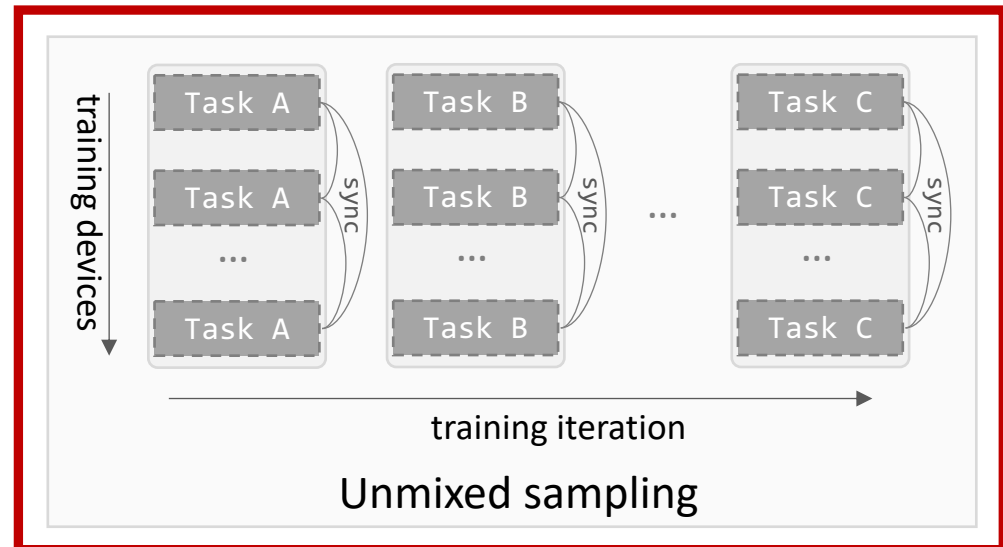 training devices
Task A
Task A
...
Task A
sync
Task B
Task B
...
Task B
sync
...
Task C
Task C
...
Task C
sync
training iteration
Unmixed sampling